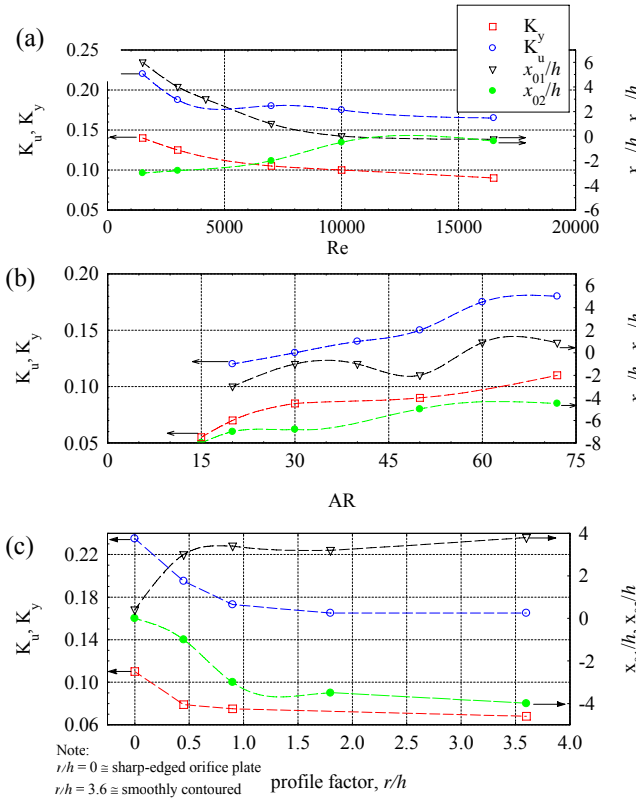 (a)
K_y
K_u
x_01/h
x_02/h
0.25
0.20
0.15
0.10
0.05
K_u, K_y
6
4
2
0
-2
-4
-6
0 5000 10000 15000 20000
Re
(b)
0.20
0.15
0.10
0.05
K_u, K_y
6
4
2
0
-2
-4
-6
-8
0 15 30 45 60 75
AR
(c)
0.22
0.18
0.14
0.10
0.06
K_u, K_y
4
2
0
-2
-4
0 0.5 1.0 1.5 2.0 2.5 3.0 3.5 4.0
Note:
r/h = 0 ≅ sharp-edged orifice plate
r/h = 3.6 ≅ smoothly contoured
profile factor, r/h